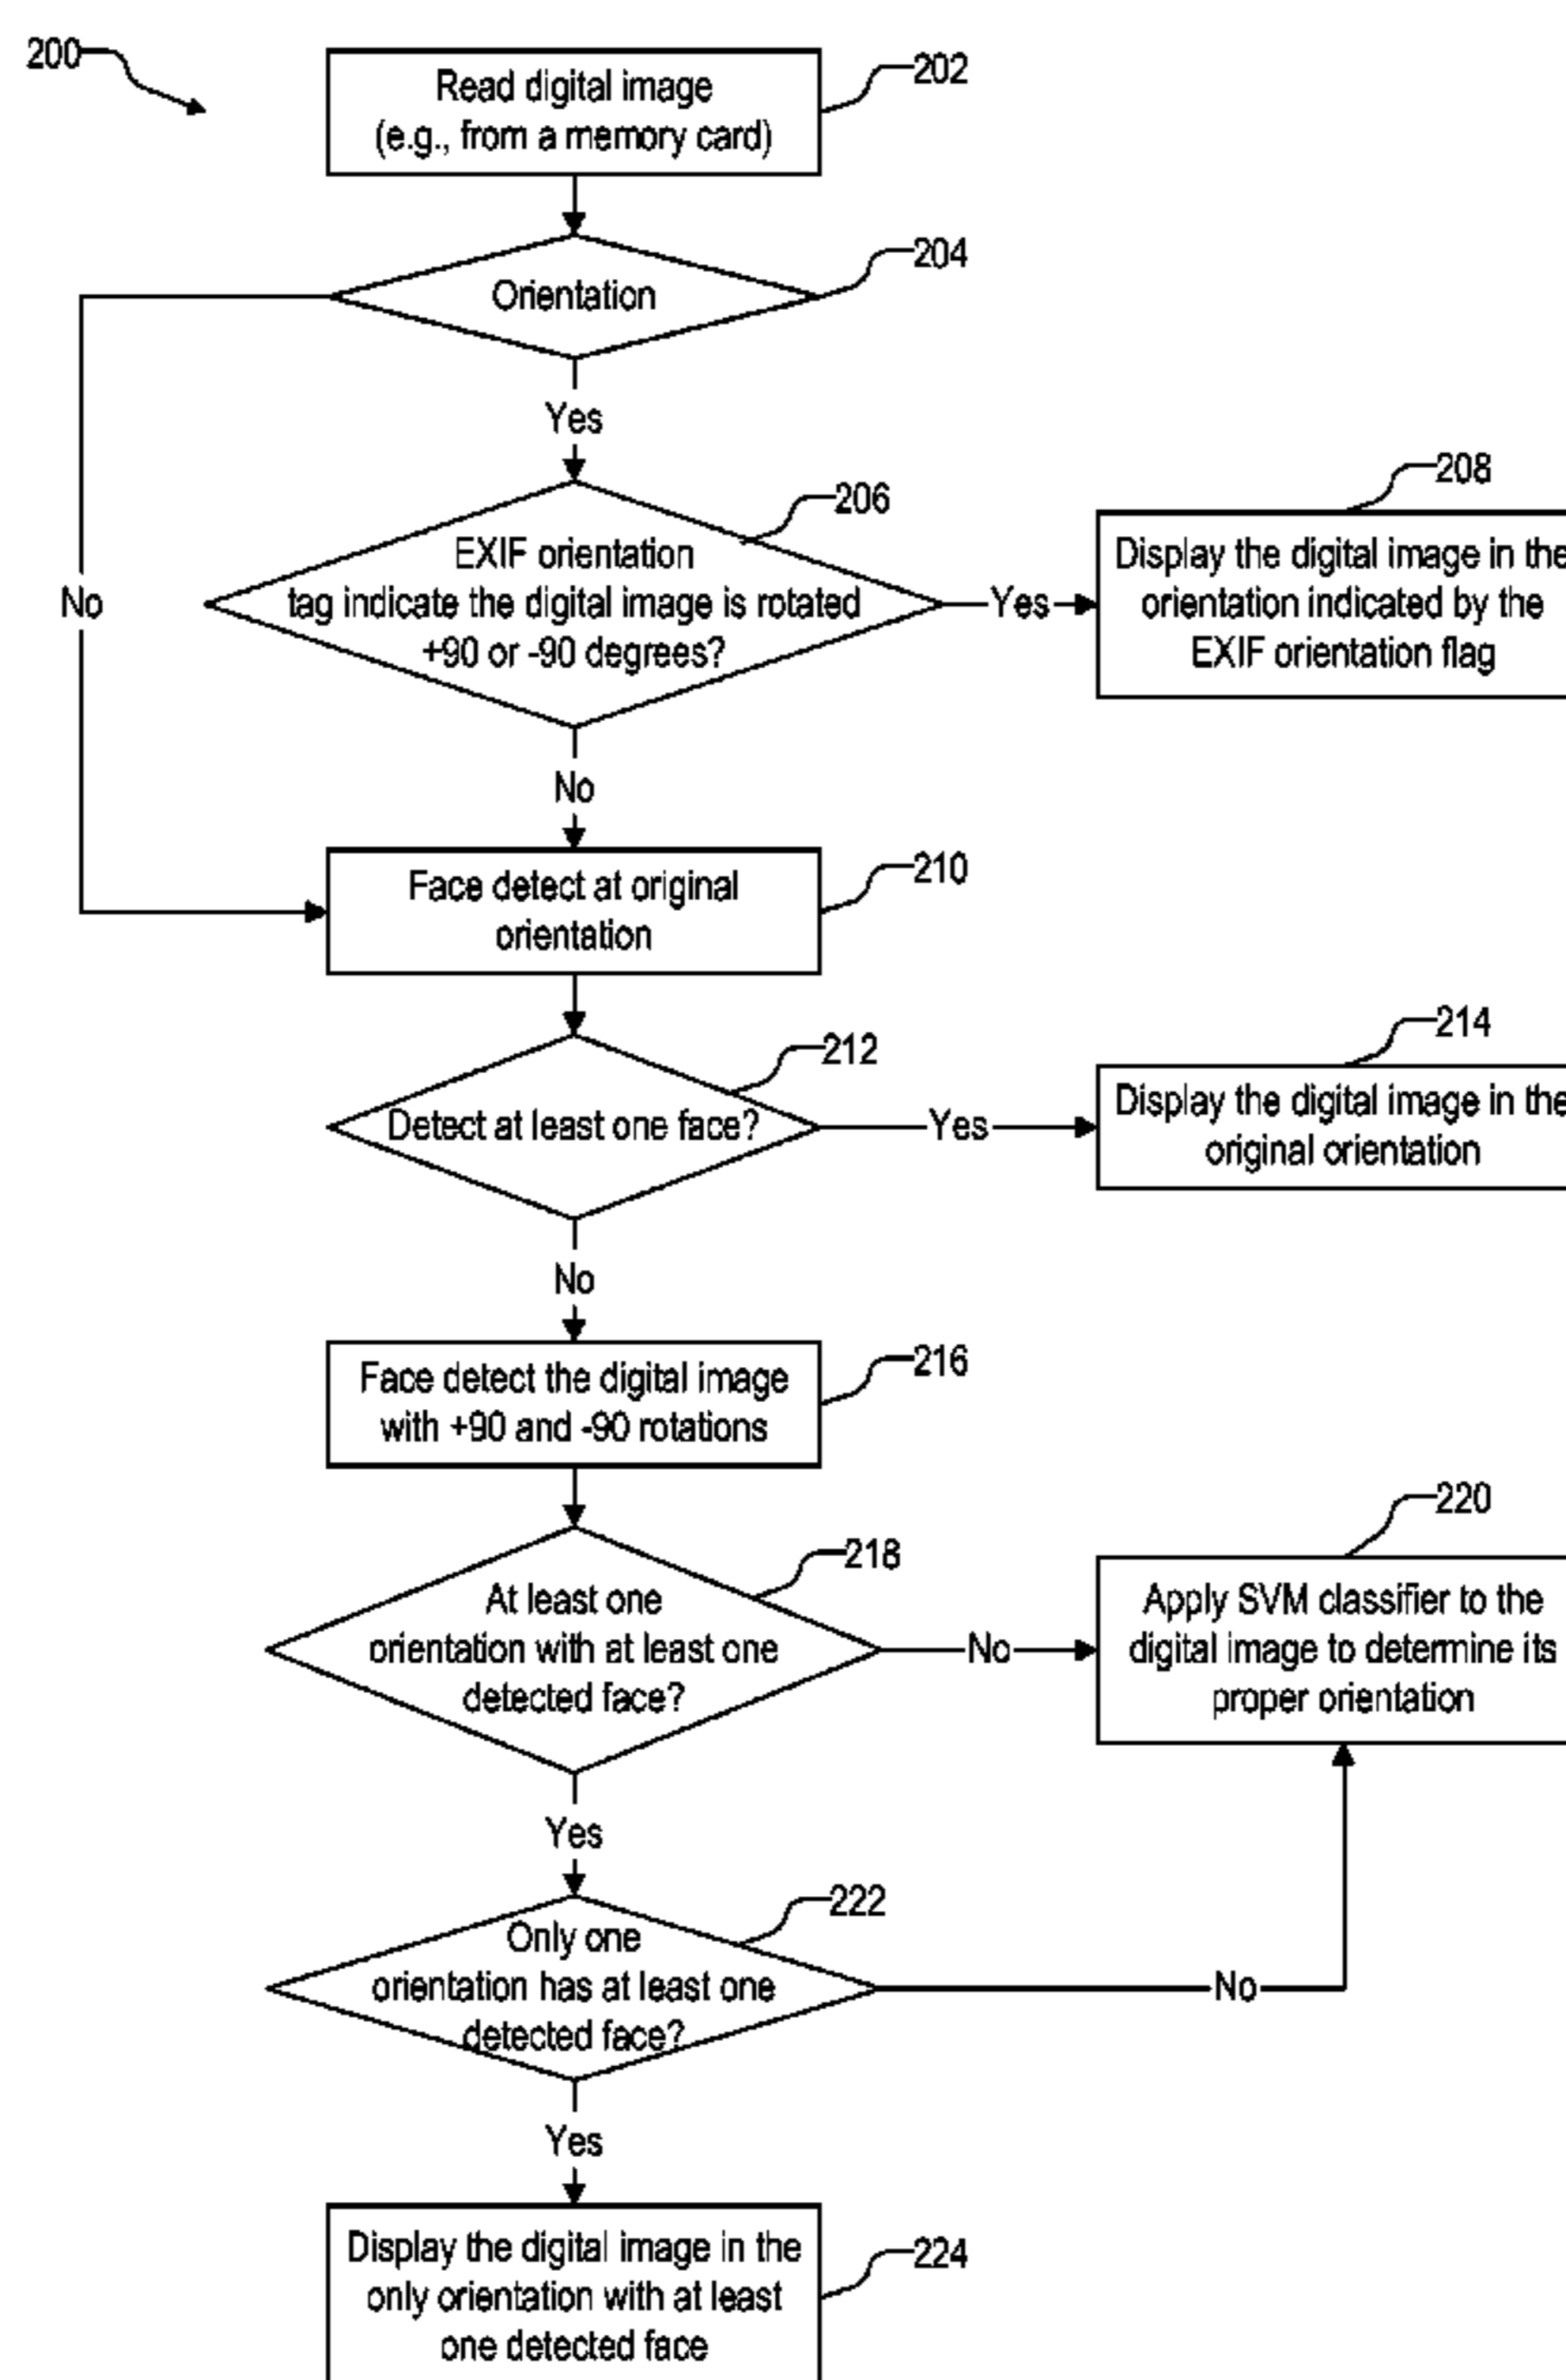 200
Read digital image
(e.g., from a memory card)
202
Orientation
204
Yes
No
EXIF orientation
tag indicate the digital image is rotated
+90 or -90 degrees?
206
Yes
208
Display the digital image in the
orientation indicated by the
EXIF orientation flag
No
Face detect at original
orientation
210
Detect at least one face?
212
Yes
214
Display the digital image in the
original orientation
No
Face detect the digital image
with +90 and -90 rotations
216
At least one
orientation with at least one
detected face?
218
No
220
Apply SVM classifier to the
digital image to determine its
proper orientation
Yes
Only one
orientation has at least one
detected face?
222
No
Yes
Display the digital image in the
only orientation with at least
one detected face
224